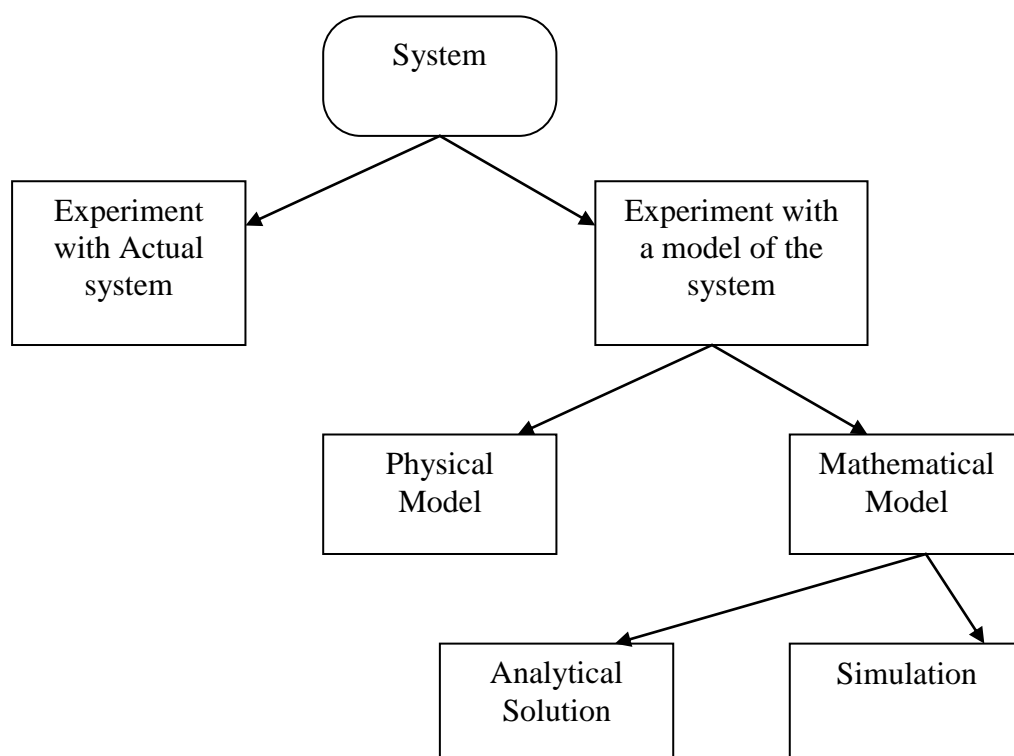 System
Experiment
with Actual
system
Experiment with
a model of the
system
Physical
Model
Mathematical
Model
Analytical
Solution
Simulation